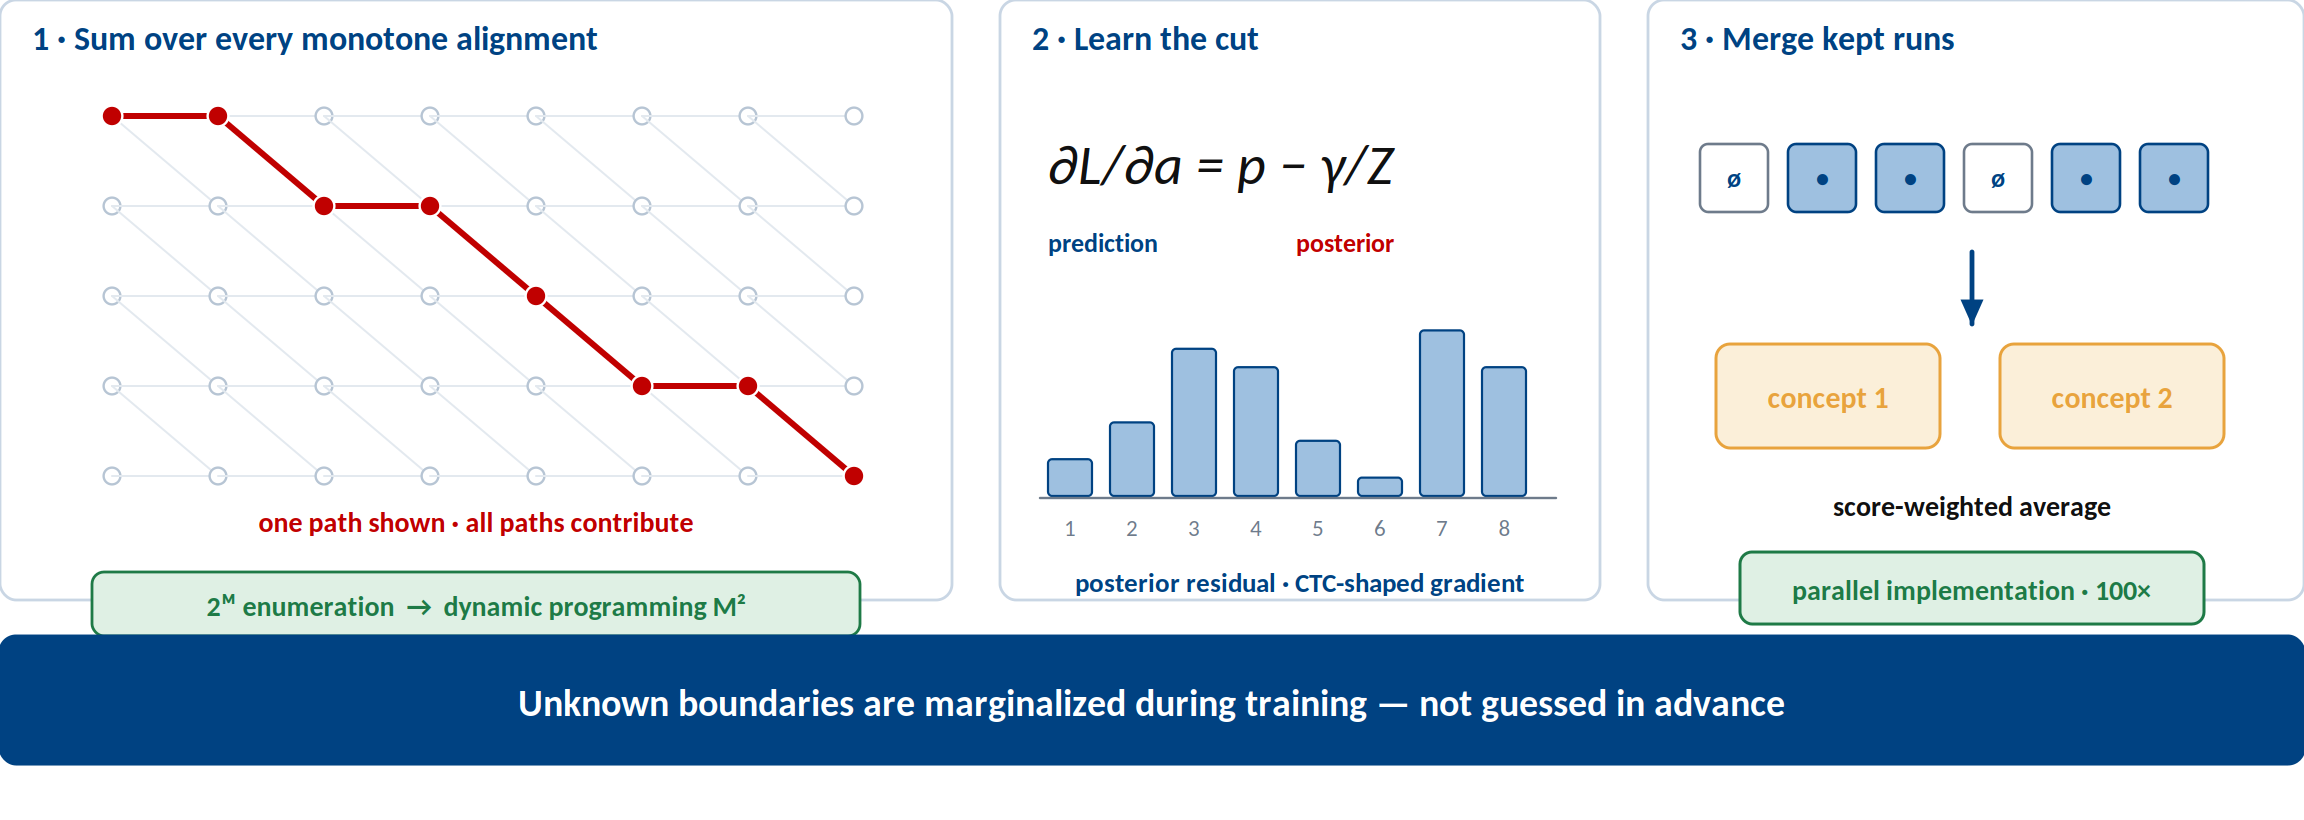 1 · Sum over every monotone alignment
one path shown · all paths contribute
2ᴹ enumeration → dynamic programming M²
2 · Learn the cut
∂L/∂a = p − γ/Z
prediction posterior
1 2 3 4 5 6 7 8
posterior residual · CTC-shaped gradient
3 · Merge kept runs
ø • • ø • •
concept 1 concept 2
score-weighted average
parallel implementation · 100×
Unknown boundaries are marginalized during training — not guessed in advance